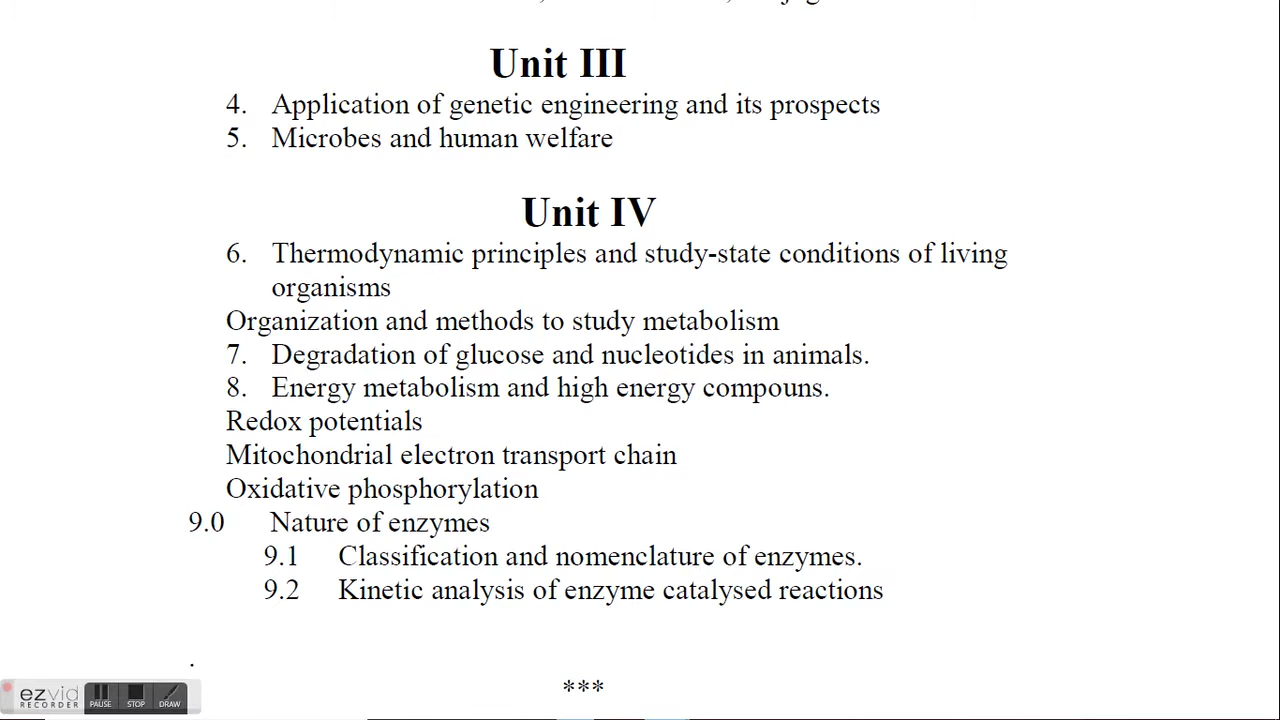 Unit III
4. Application of genetic engineering and its prospects
5. Microbes and human welfare
Unit IV
6. Thermodynamic principles and study-state conditions of living
organisms
Organization and methods to study metabolism
7. Degradation of glucose and nucleotides in animals.
8. Energy metabolism and high energy compouns.
Redox potentials
Mitochondrial electron transport chain
Oxidative phosphorylation
9.0 Nature of enzymes
9.1 Classification and nomenclature of enzymes.
9.2 Kinetic analysis of enzyme catalysed reactions
.
***
ezvid
RECORDER
PAUSE STOP DRAW